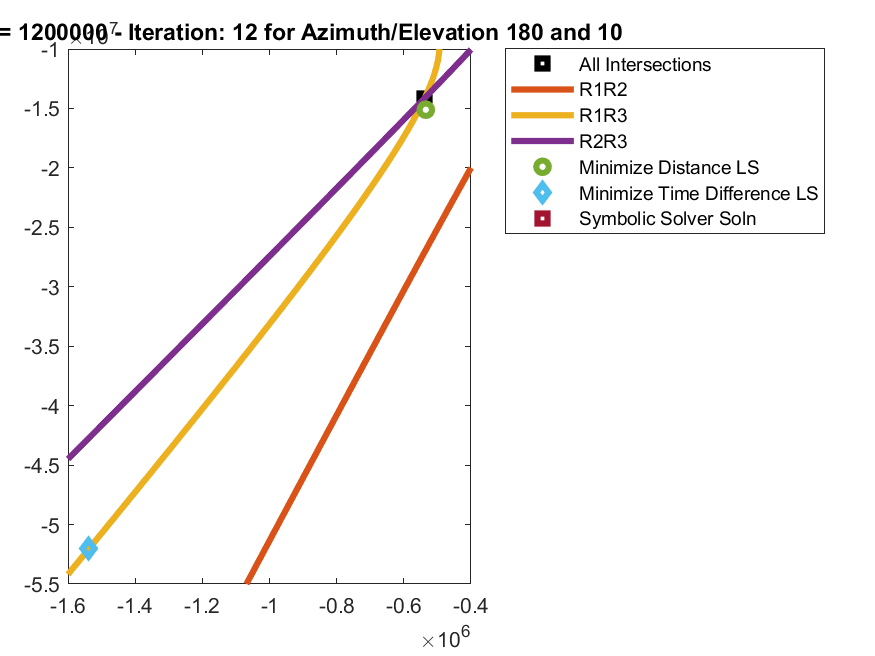 = 1200000 - Iteration: 12 for Azimuth/Elevation 180 and 10
×10^7
-1
-1.5
-2
-2.5
-3
-3.5
-4
-4.5
-5
-5.5
-1.6 -1.4 -1.2 -1 -0.8 -0.6 -0.4
×10^6
All Intersections
R1R2
R1R3
R2R3
Minimize Distance LS
Minimize Time Difference LS
Symbolic Solver Soln